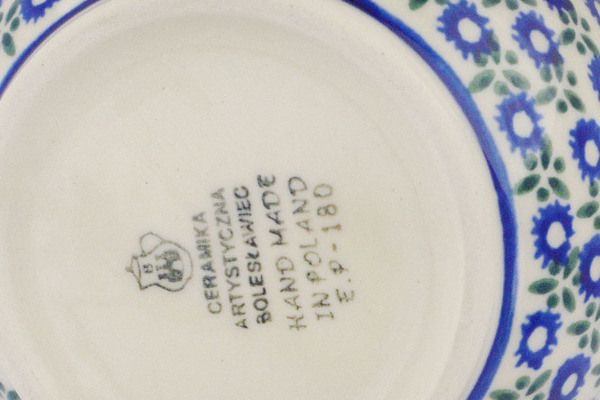 B
CERAMIKA
ARTYSTYCZNA
BOLESŁAWIEC
HAND MADE
IN POLAND
E.P-180